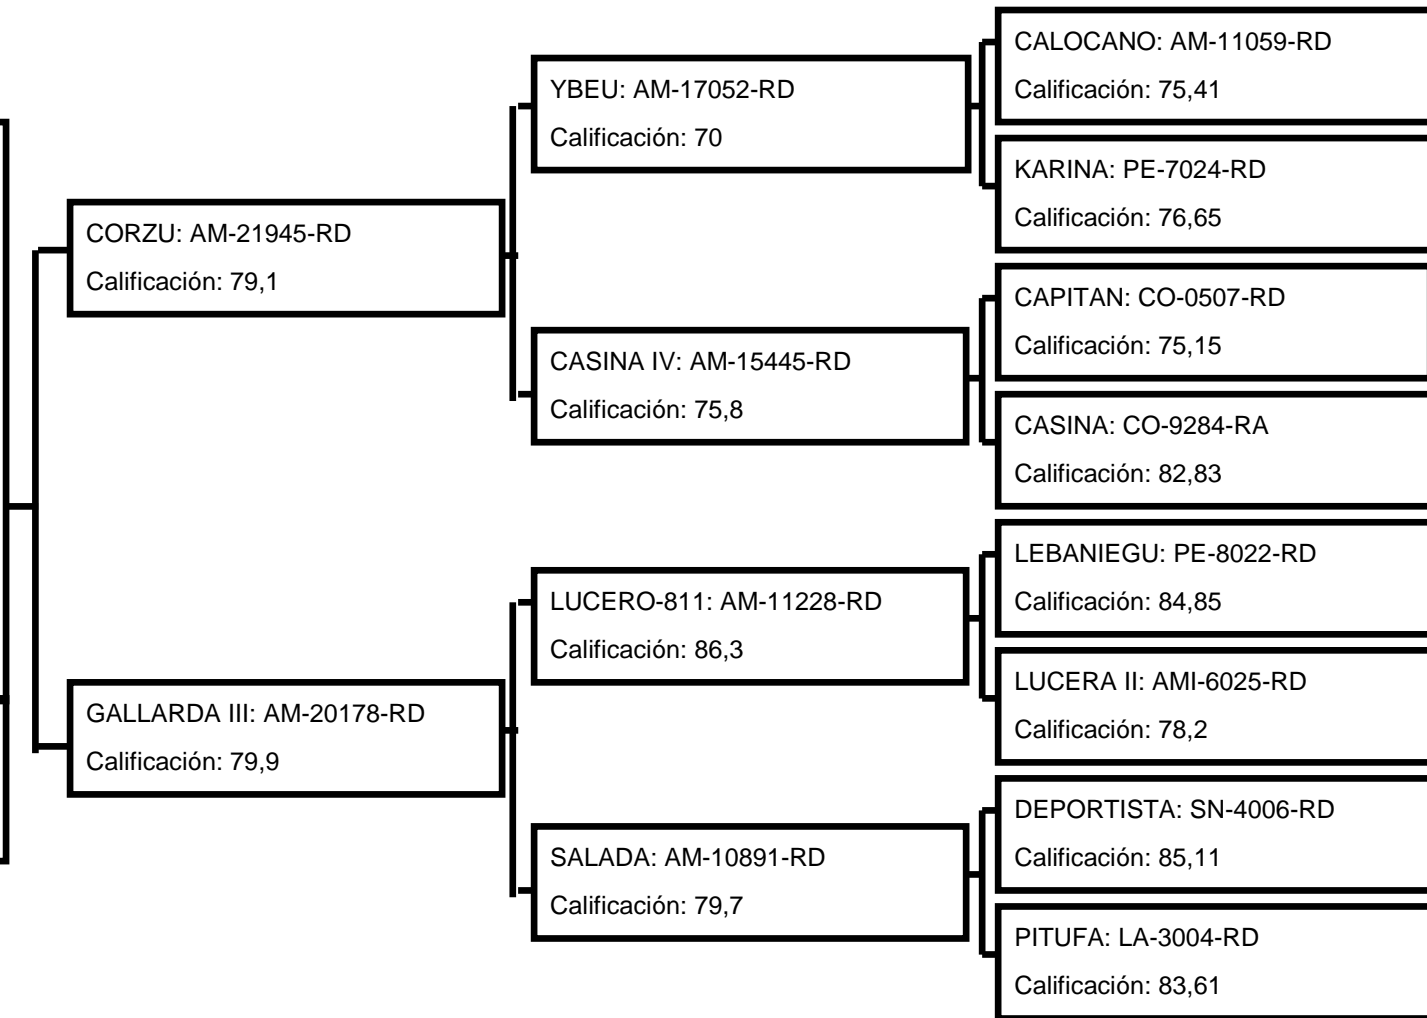 CORZU: AM-21945-RD
Calificación: 79,1
GALLARDA III: AM-20178-RD
Calificación: 79,9
YBEU: AM-17052-RD
Calificación: 70
CASINA IV: AM-15445-RD
Calificación: 75,8
LUCERO-811: AM-11228-RD
Calificación: 86,3
SALADA: AM-10891-RD
Calificación: 79,7
CALOCANO: AM-11059-RD
Calificación: 75,41
KARINA: PE-7024-RD
Calificación: 76,65
CAPITAN: CO-0507-RD
Calificación: 75,15
CASINA: CO-9284-RA
Calificación: 82,83
LEBANIEGU: PE-8022-RD
Calificación: 84,85
LUCERA II: AMI-6025-RD
Calificación: 78,2
DEPORTISTA: SN-4006-RD
Calificación: 85,11
PITUFA: LA-3004-RD
Calificación: 83,61